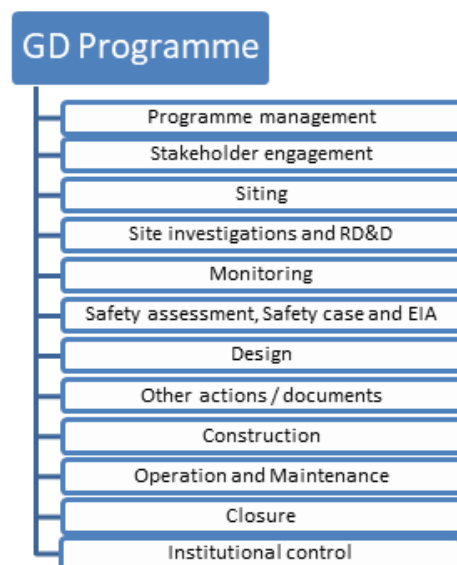 GD Programme
Programme management
Stakeholder engagement
Siting
Site investigations and RD&D
Monitoring
Safety assessment, Safety case and EIA
Design
Other actions / documents
Construction
Operation and Maintenance
Closure
Institutional control